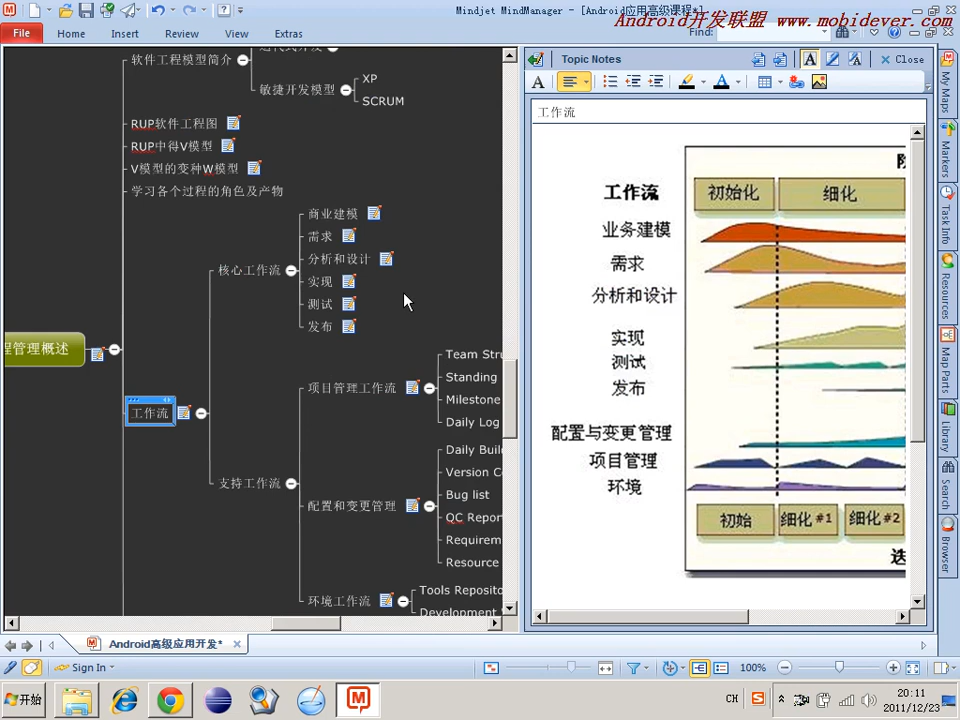 Mindjet MindManager - [Android应用高级课程*]
Android开发联盟 www.mobidever.com
File
Home
Insert
Review
View
Extras
Find:
软件工程模型简介
敏捷开发模型
XP
SCRUM
RUP软件工程图
RUP中得V模型
V模型的变种W模型
学习各个过程的角色及产物
核心工作流
商业建模
需求
分析和设计
实现
测试
发布
程管理概述
工作流
支持工作流
项目管理工作流
Team Stru
Standing
Milestone
Daily Log
配置和变更管理
Daily Buil
Version C
Bug list
QC Repor
Requirem
Resource
环境工作流
Tools Reposito
Development
Topic Notes
Close
工作流
工作流
初始化
细化
业务建模
需求
分析和设计
实现
测试
发布
配置与变更管理
项目管理
环境
初始
细化 #1
细化 #2
迭
My Maps
Markers
Task Info
Resources
Map Parts
Library
Search
Browser
Android高级应用开发*
Sign In
100%
开始
CH
20:11
2011/12/23